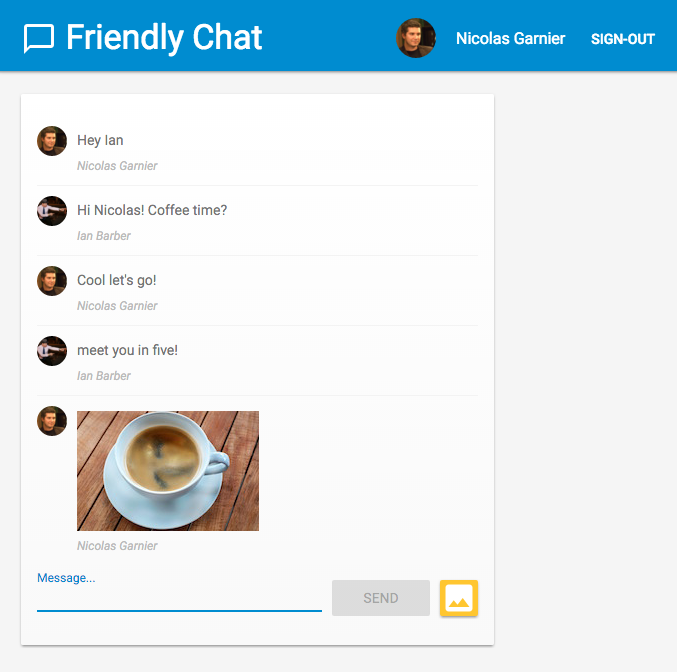 Friendly Chat
Nicolas Garnier
SIGN-OUT
Hey Ian
Nicolas Garnier
Hi Nicolas! Coffee time?
Ian Barber
Cool let's go!
Nicolas Garnier
meet you in five!
Ian Barber
Nicolas Garnier
Message...
SEND